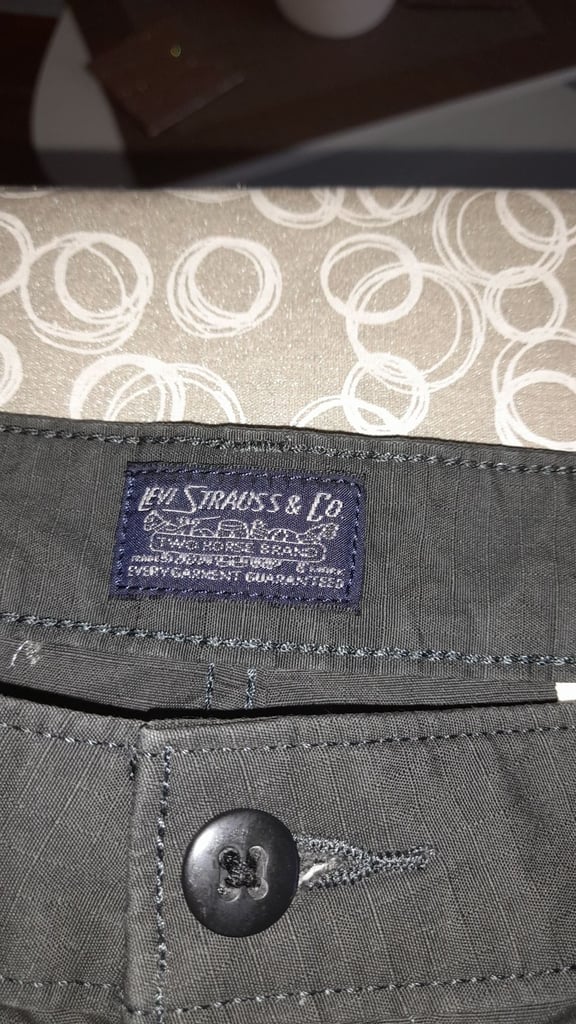 LEVI STRAUSS & CO
TWO HORSE BRAND
EVERY GARMENT GUARANTEED